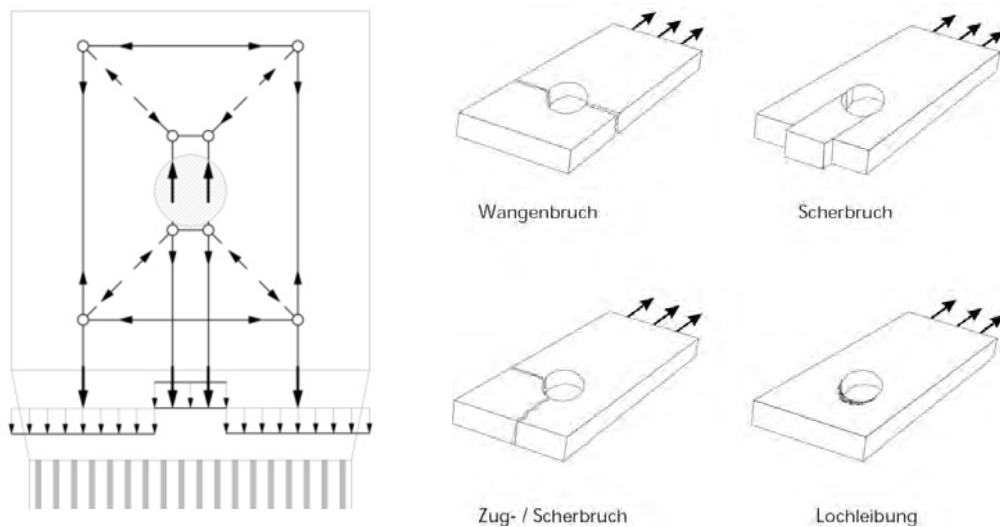 Wangenbruch
Scherbruch
Zug- / Scherbruch
Lochleibung